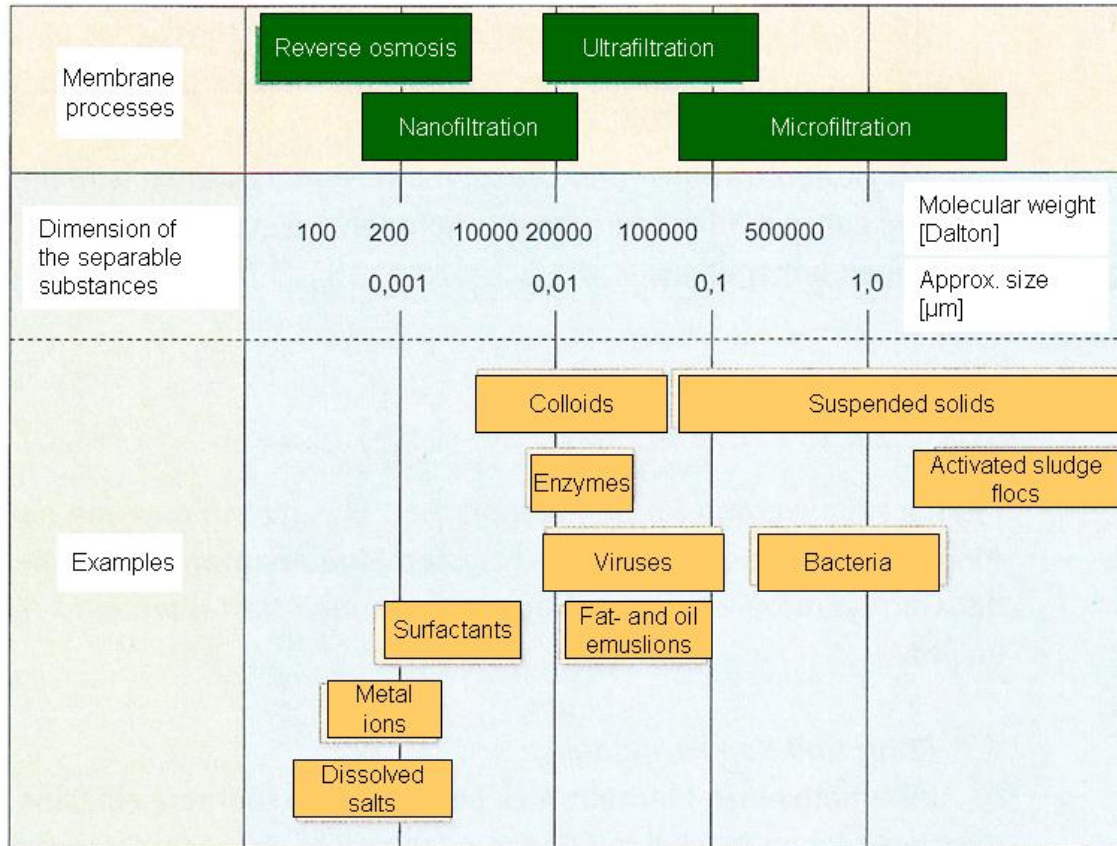 Reverse osmosis
Ultrafiltration
Membrane
processes
Nanofiltration
Microfiltration
Dimension of
the separable
substances
100 200 10000 20000 100000 500000
Molecular weight
[Dalton]
0,001 0,01 0,1 1,0
Approx. size
[µm]
Colloids
Suspended solids
Enzymes
Activated sludge
flocs
Examples
Viruses
Bacteria
Surfactants
Fat- and oil
emuslions
Metal
ions
Dissolved
salts